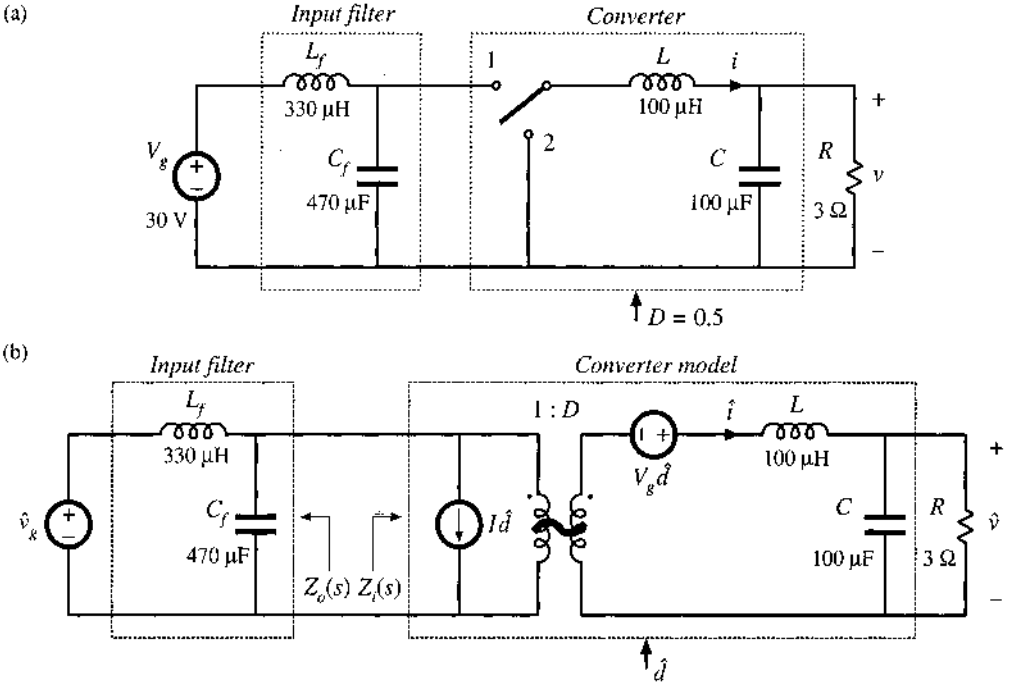 (a)
Input filter
Converter
L_f
330 µH
1
L
i
100 µH
+
2
V_g
+
−
30 V
C_f
470 µF
C
100 µF
R
3 Ω
v
−
D = 0.5
(b)
Input filter
Converter model
L_f
330 µH
1 : D
− +
V_g d̂
î
L
100 µH
+
v̂_g
+
−
C_f
470 µF
Z_o(s) Z_i(s)
I d̂
C
100 µF
R
3 Ω
v̂
−
d̂